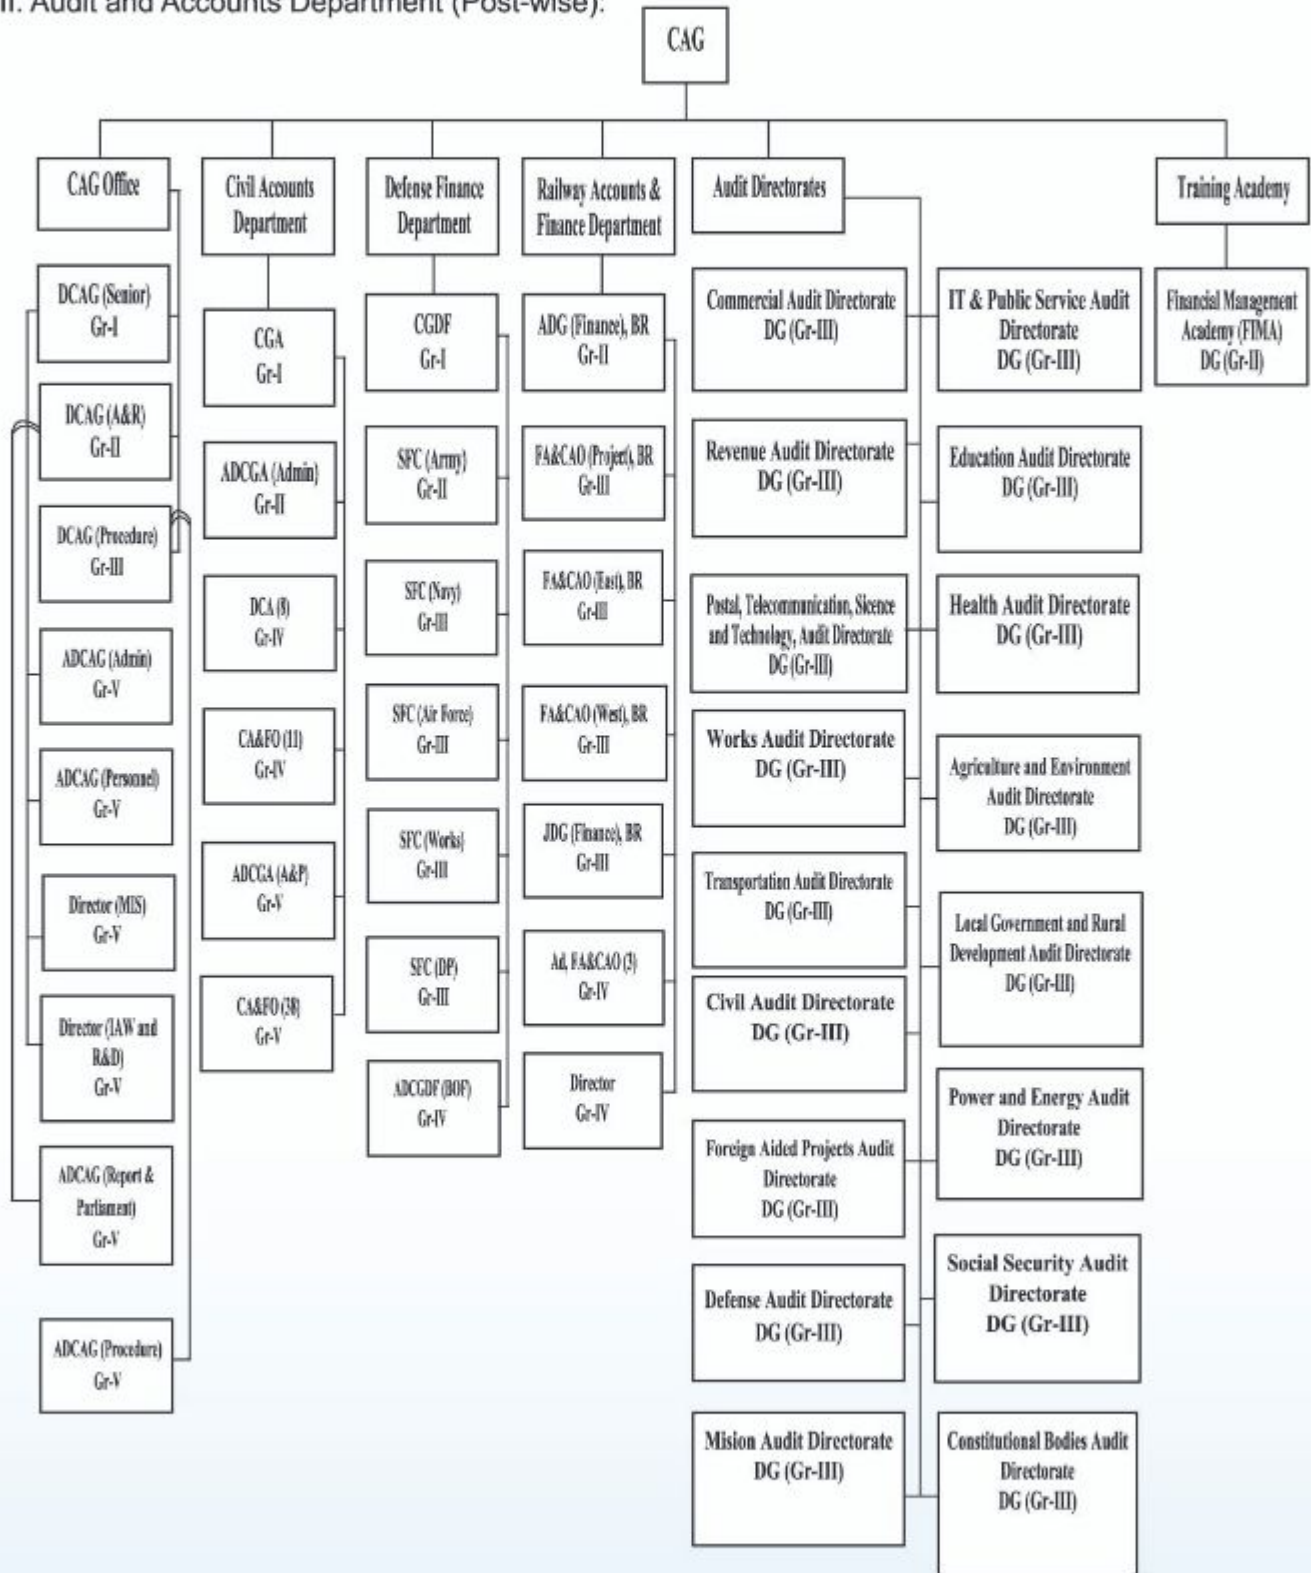 II. Audit and Accounts Department (Post-wise):
CAG
CAG Office
DCAG (Senior)
Gr-I
DCAG (A&R)
Gr-II
DCAG (Procedure)
Gr-III
ADCAG (Admin)
Gr-V
ADCAG (Personnel)
Gr-V
Director (MIS)
Gr-V
Director (IAW and
R&D)
Gr-V
ADCAG (Report &
Parliament)
Gr-V
ADCAG (Procedure)
Gr-V
Civil Accounts
Department
CGA
Gr-I
ADCGA (Admin)
Gr-II
DCA (8)
Gr-IV
CA&FO (11)
Gr-IV
ADCGA (A&P)
Gr-V
CA&FO (38)
Gr-V
Defense Finance
Department
CGDF
Gr-I
SFC (Army)
Gr-II
SFC (Navy)
Gr-III
SFC (Air Force)
Gr-III
SFC (Works)
Gr-III
SFC (DP)
Gr-III
ADCGDF (BOF)
Gr-IV
Railway Accounts &
Finance Department
ADG (Finance), BR
Gr-II
FA&CAO (Project), BR
Gr-III
FA&CAO (East), BR
Gr-III
FA&CAO (West), BR
Gr-III
JDG (Finance), BR
Gr-III
Ad, FA&CAO (3)
Gr-IV
Director
Gr-IV
Audit Directorates
Commercial Audit Directorate
DG (Gr-III)
Revenue Audit Directorate
DG (Gr-III)
Postal, Telecommunication, Sicence
and Technology, Audit Directorate
DG (Gr-III)
Works Audit Directorate
DG (Gr-III)
Transportation Audit Directorate
DG (Gr-III)
Civil Audit Directorate
DG (Gr-III)
Foreign Aided Projects Audit
Directorate
DG (Gr-III)
Defense Audit Directorate
DG (Gr-III)
Mision Audit Directorate
DG (Gr-III)
IT & Public Service Audit
Directorate
DG (Gr-III)
Education Audit Directorate
DG (Gr-III)
Health Audit Directorate
DG (Gr-III)
Agriculture and Environment
Audit Directorate
DG (Gr-III)
Local Government and Rural
Development Audit Directorate
DG (Gr-III)
Power and Energy Audit
Directorate
DG (Gr-III)
Social Security Audit
Directorate
DG (Gr-III)
Constitutional Bodies Audit
Directorate
DG (Gr-III)
Training Academy
Financial Management
Academy (FIMA)
DG (Gr-II)